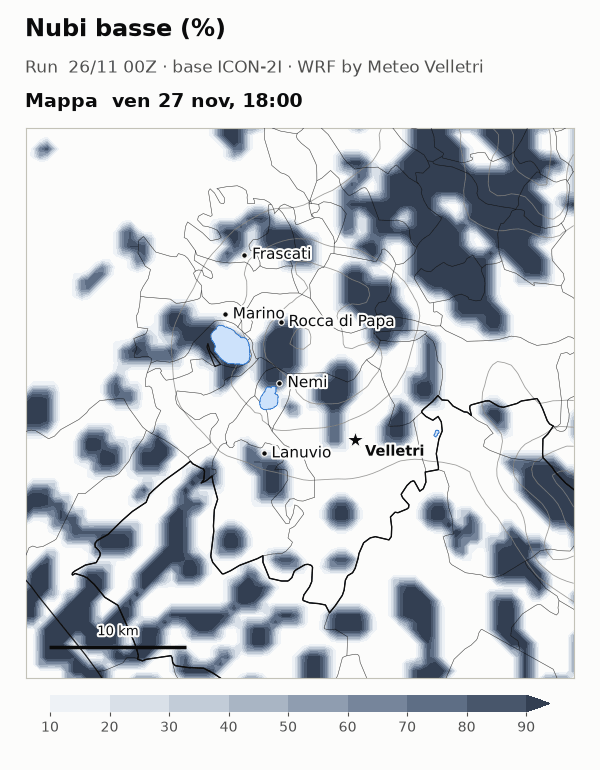 Nubi basse (%)
Run  26/11 00Z · base ICON-2I · WRF by Meteo Velletri
Mappa  ven 27 nov, 18:00
Frascati
Marino
Rocca di Papa
Nemi
Velletri
Lanuvio
10 km
10 20 30 40 50 60 70 80 90